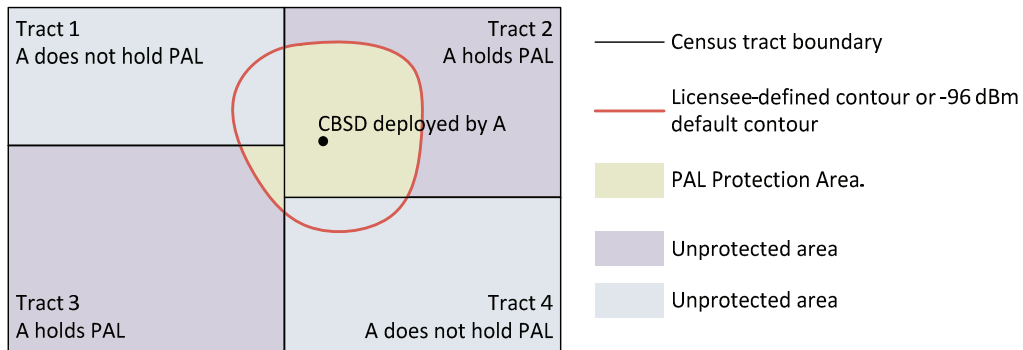 Tract 1
A does not hold PAL
Tract 2
A holds PAL
CBSD deployed by A
Tract 3
A holds PAL
Tract 4
A does not hold PAL
Census tract boundary
Licensee-defined contour or -96 dBm
default contour
PAL Protection Area.
Unprotected area
Unprotected area